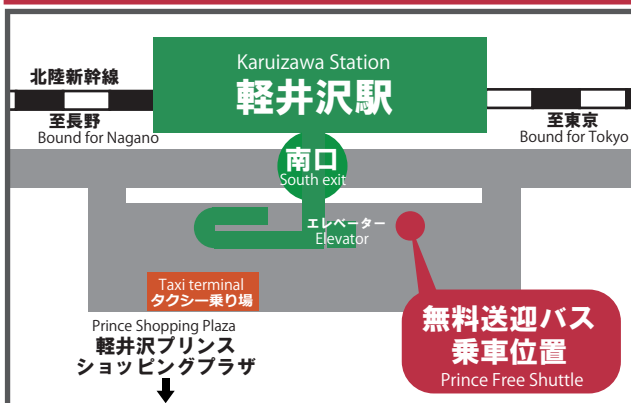 Karuizawa Station
軽井沢駅
北陸新幹線
至長野
Bound for Nagano
至東京
Bound for Tokyo
南口
South exit
エレベーター
Elevator
Taxi terminal
タクシー乗り場
Prince Shopping Plaza
軽井沢プリンス
ショッピングプラザ
無料送迎バス
乗車位置
Prince Free Shuttle